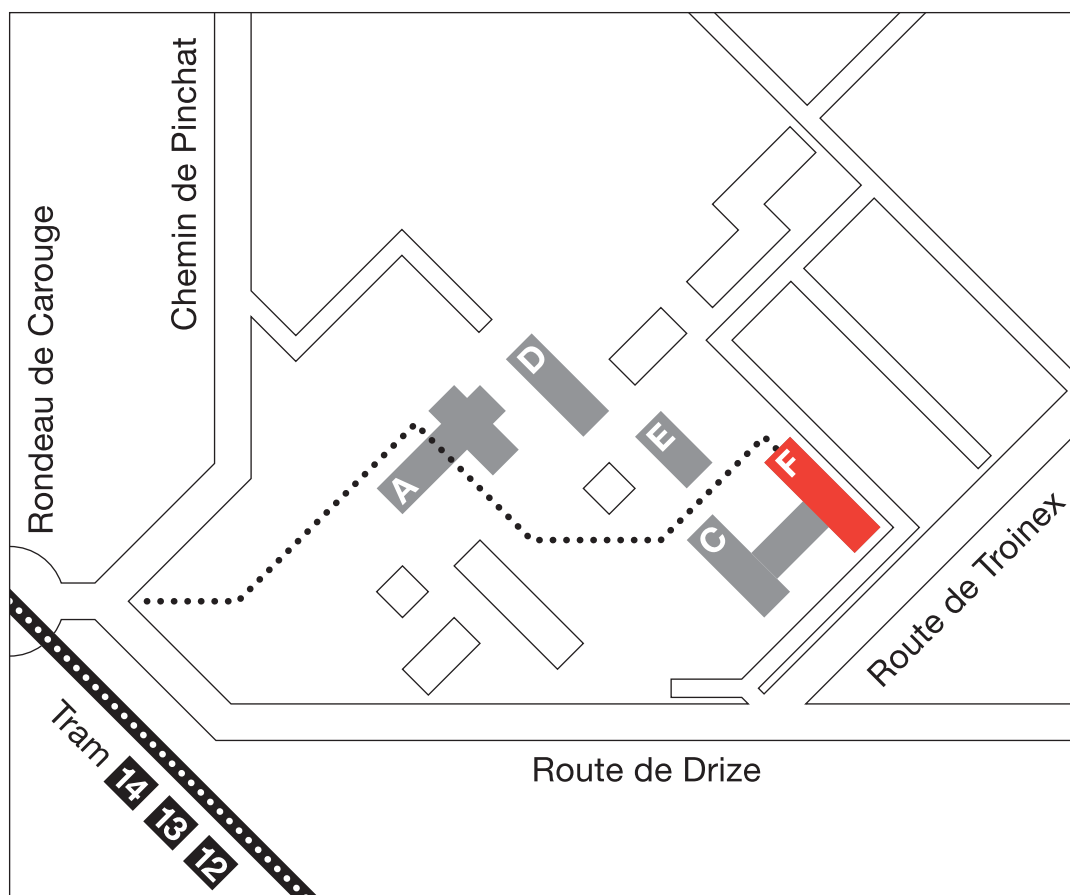 Rondeau de Carouge
Chemin de Pinchat
D
A
E
F
C
Route de Troinex
Tram 14 13 12
Route de Drize